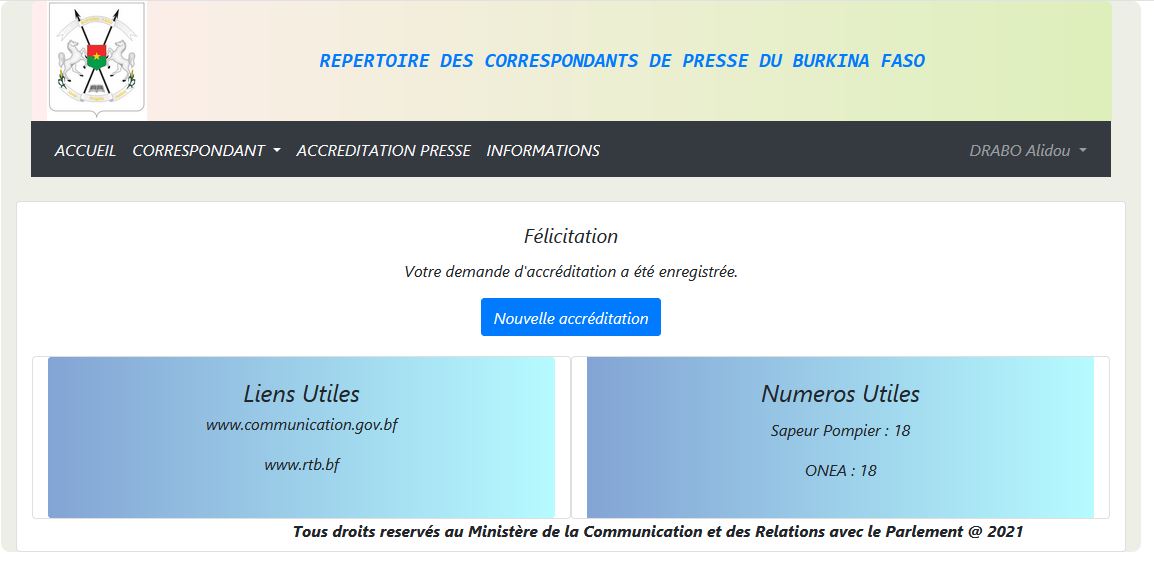 REPERTOIRE DES CORRESPONDANTS DE PRESSE DU BURKINA FASO
ACCUEIL CORRESPONDANT ACCREDITATION PRESSE INFORMATIONS DRABO Alidou
Félicitation
Votre demande d'accréditation a été enregistrée.
Nouvelle accréditation
Liens Utiles
www.communication.gov.bf
www.rtb.bf
Numeros Utiles
Sapeur Pompier : 18
ONEA : 18
Tous droits reservés au Ministère de la Communication et des Relations avec le Parlement @ 2021